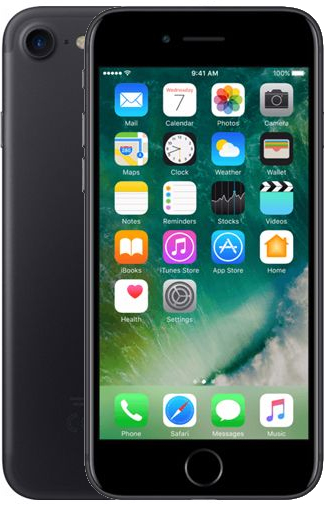 9:41 AM 100%
Wednesday
7
Mail Calendar Photos Camera
280
Maps Clock Weather Wallet
Notes Reminders Stocks Videos
iBooks iTunes Store App Store Home
Health Settings
Phone Safari Messages Music